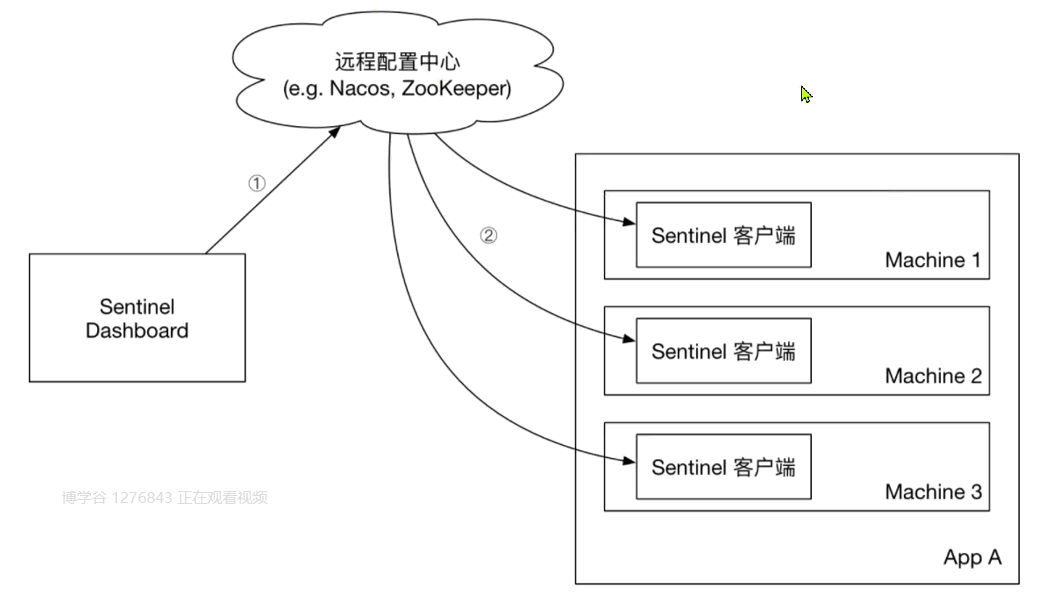 远程配置中心
(e.g. Nacos, ZooKeeper)
①
②
Sentinel
Dashboard
Sentinel 客户端
Machine 1
Sentinel 客户端
Machine 2
Sentinel 客户端
Machine 3
App A
博学谷 1276843 正在观看视频